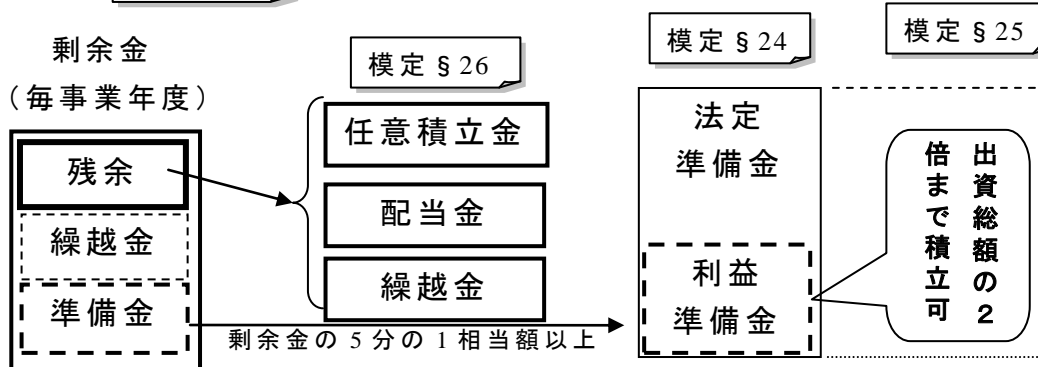 剰余金
（毎事業年度）
残余
繰越金
準備金
模定§26
任意積立金
配当金
繰越金
剰余金の5分の1相当額以上
模定§24
法定
準備金
利益
準備金
模定§25
出資総額の2
倍まで積立可